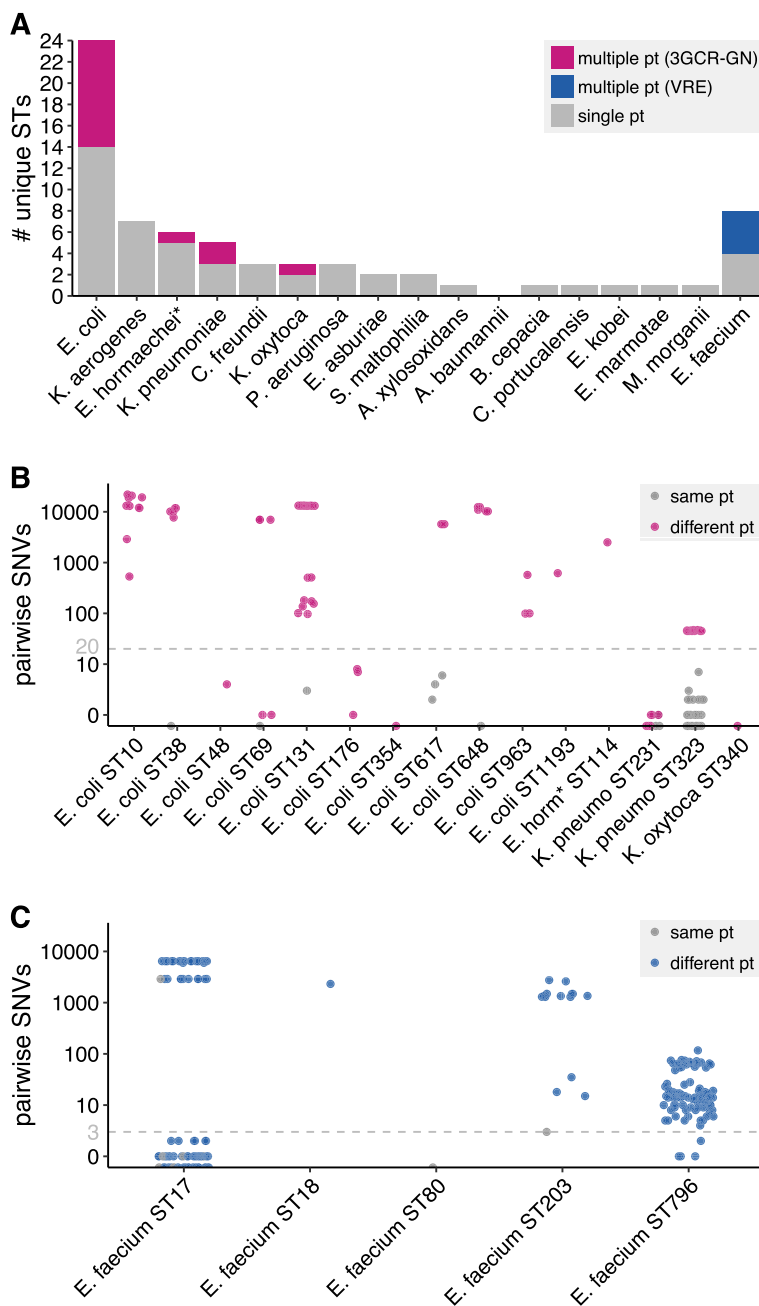 A
# unique STs
24
22
20
18
16
14
12
10
8
6
4
2
0
multiple pt (3GCR-GN)
multiple pt (VRE)
single pt
E. coli
K. aerogenes
E. hormaechei*
K. pneumoniae
C. freundii
K. oxytoca
P. aeruginosa
E. asburiae
S. maltophilia
A. xylosoxidans
A. baumannii
B. cepacia
C. portucalensis
E. kobei
E. marmotae
M. morganii
E. faecium
B
pairwise SNVs
10000
1000
100
20
10
0
same pt
different pt
E. coli ST10
E. coli ST38
E. coli ST48
E. coli ST69
E. coli ST131
E. coli ST176
E. coli ST354
E. coli ST617
E. coli ST648
E. coli ST963
E. coli ST1193
E. horm* ST114
K. pneumo ST231
K. pneumo ST323
K. oxytoca ST340
C
pairwise SNVs
10000
1000
100
10
3
0
same pt
different pt
E. faecium ST17
E. faecium ST18
E. faecium ST80
E. faecium ST203
E. faecium ST796